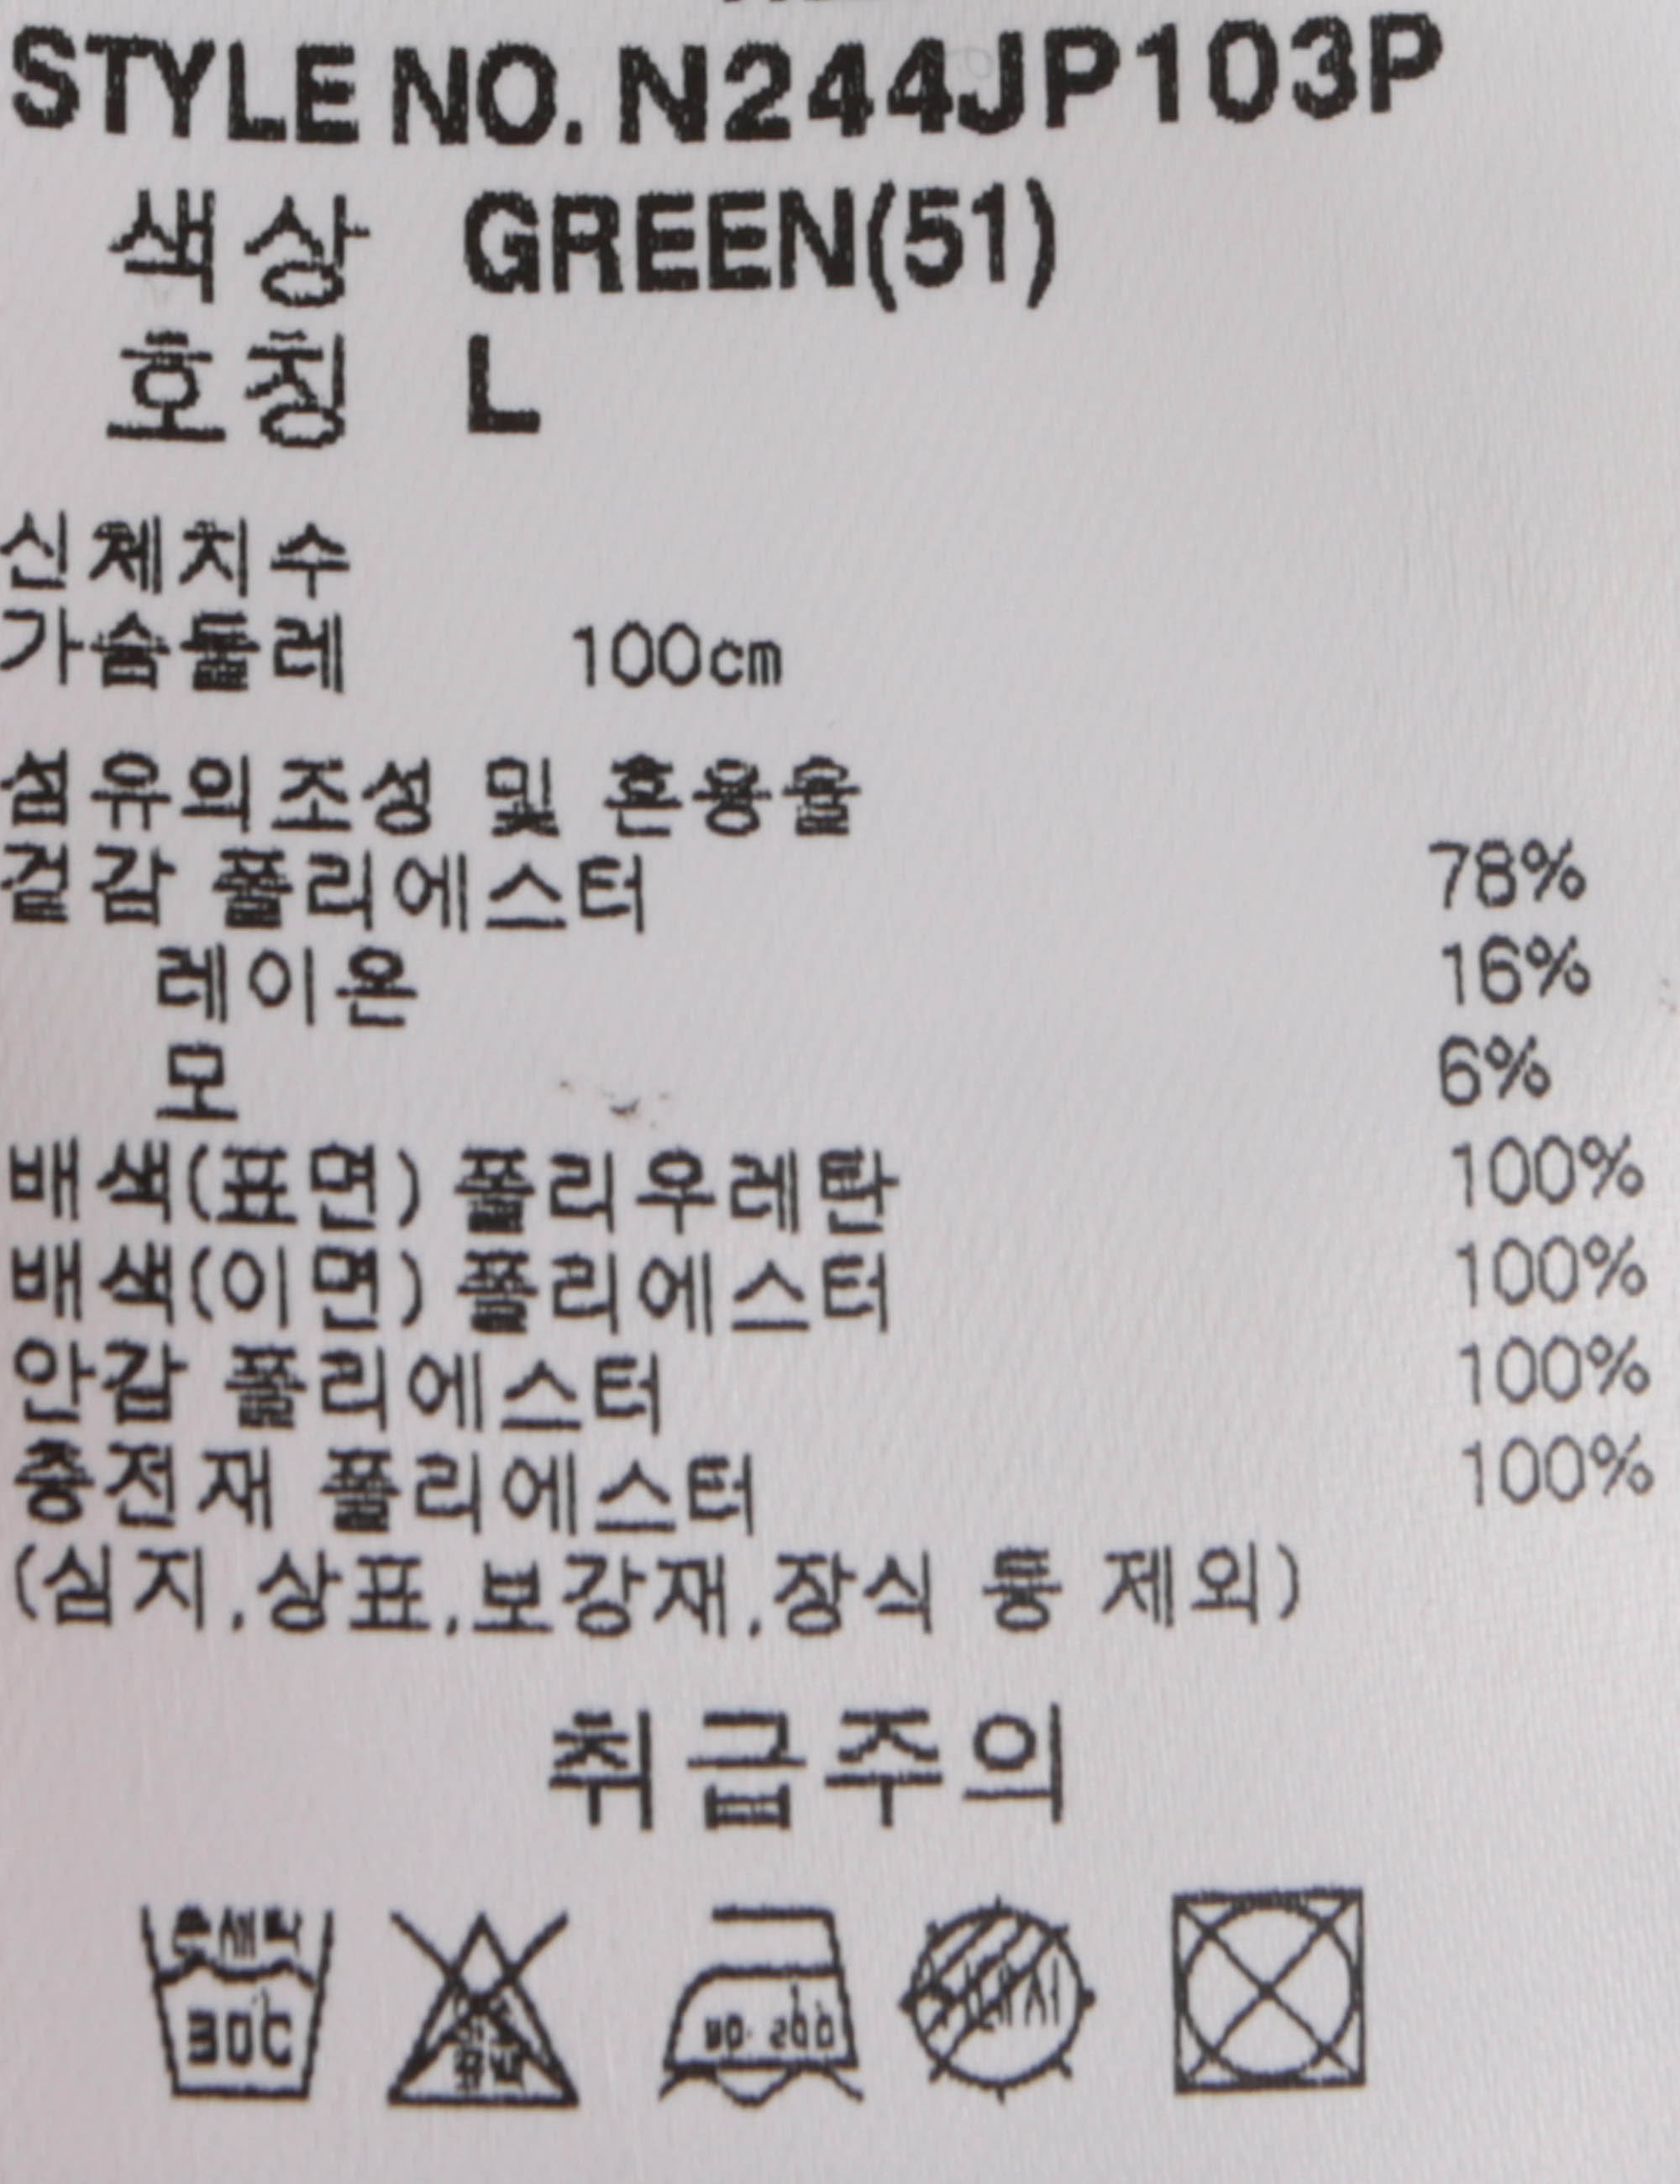 STYLE NO. N244JP103P
색상 GREEN(51)
호칭 L
신체치수
가슴둘레 100cm
섬유의조성 및 혼용율
겉감 폴리에스터 78%
레이온 16%
모 6%
배색(표면) 폴리우레탄 100%
배색(이면) 폴리에스터 100%
안감 폴리에스터 100%
충전재 폴리에스터 100%
(심지,상표,보강재,장식 등 제외)
취급주의